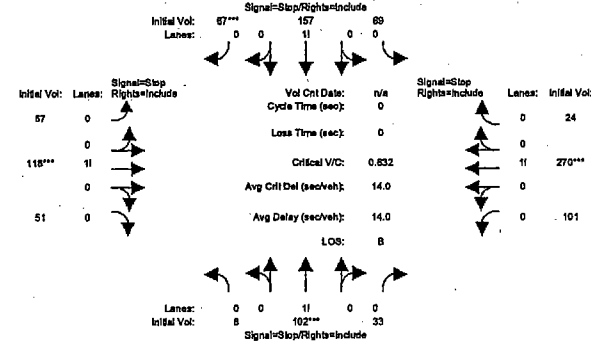 Signal=Stop/Rights=Include
Initial Vol: 67*** 157 69
Lanes: 0 0 1! 0 0
Signal=Stop
Initial Vol: Lanes: Rights=Include
Vol Cnt Date: n/a
Signal=Stop
Rights=Include Lanes: Initial Vol:
Cycle Time (sec): 0
57 0 0 24
Loss Time (sec): 0
0 0
118*** 1! Critical V/C: 0.632 1! 270***
0 Avg Crit Del (sec/veh): 14.0 0
51 0 Avg Delay (sec/veh): 14.0 0 101
LOS: B
Lanes: 0 0 1! 0 0
Initial Vol: 8 102*** 33
Signal=Stop/Rights=Include